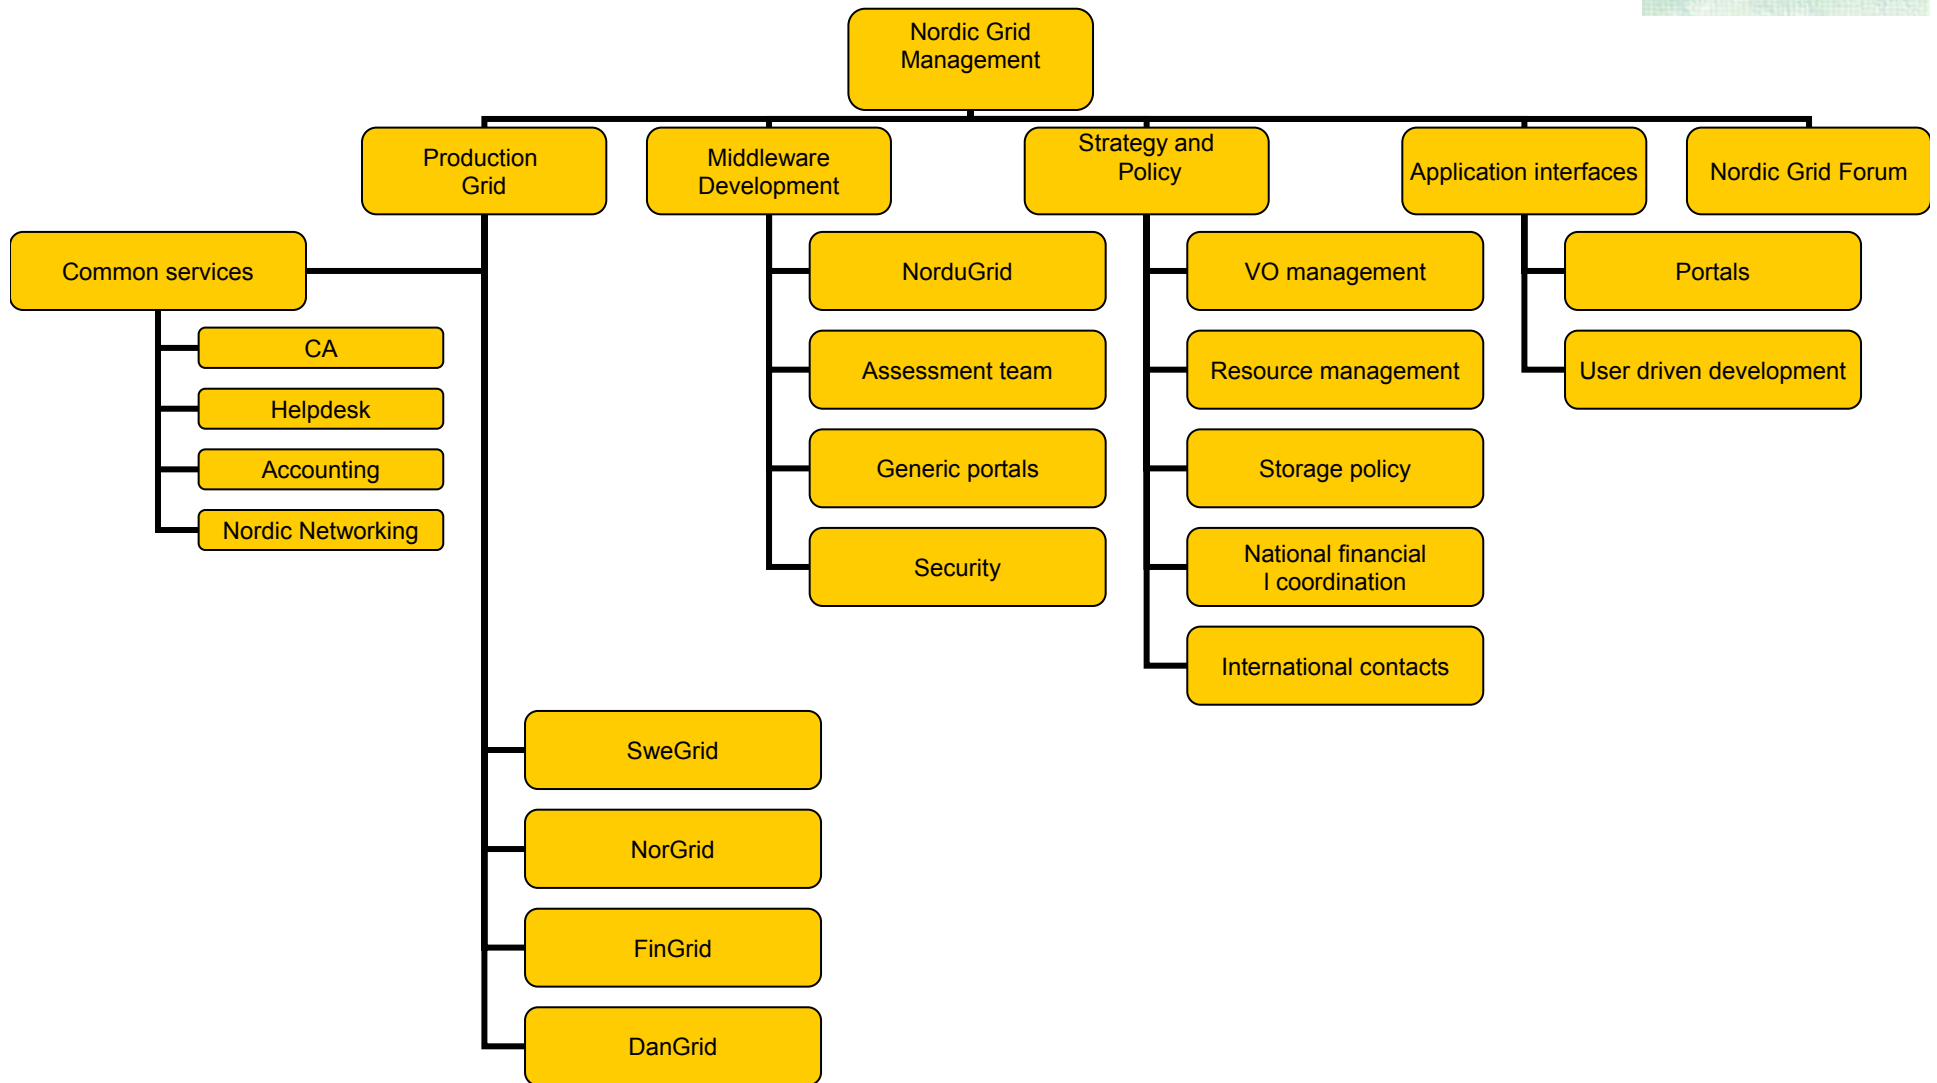 Nordic Grid
Management
Production
Grid
Middleware
Development
Strategy and
Policy
Application interfaces
Nordic Grid Forum
Common services
CA
Helpdesk
Accounting
Nordic Networking
NorduGrid
Assessment team
Generic portals
Security
VO management
Resource management
Storage policy
National financial
l coordination
International contacts
Portals
User driven development
SweGrid
NorGrid
FinGrid
DanGrid